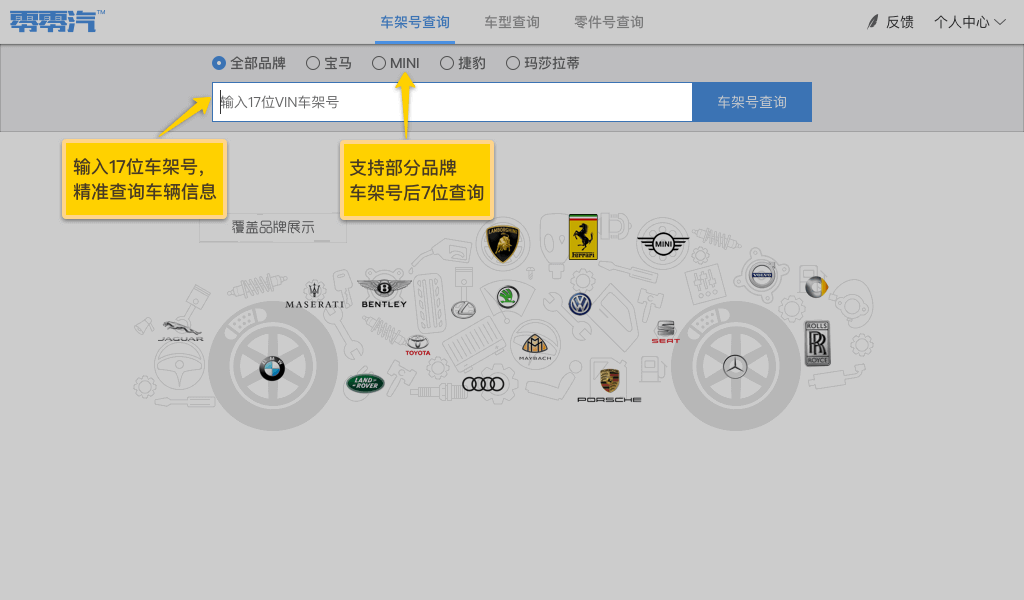 零零汽™
车架号查询 车型查询 零件号查询
反馈 个人中心
全部品牌 宝马 MINI 捷豹 玛莎拉蒂
输入17位VIN车架号
车架号查询
输入17位车架号，
精准查询车辆信息
支持部分品牌
车架号后7位查询
覆盖品牌展示
LAMBORGHINI
Ferrari
MINI
VOLVO
MASERATI
BENTLEY
JAGUAR
TOYOTA
MAYBACH
SEAT
ROLLS
RR
ROYCE
BMW
LAND-
ROVER
PORSCHE